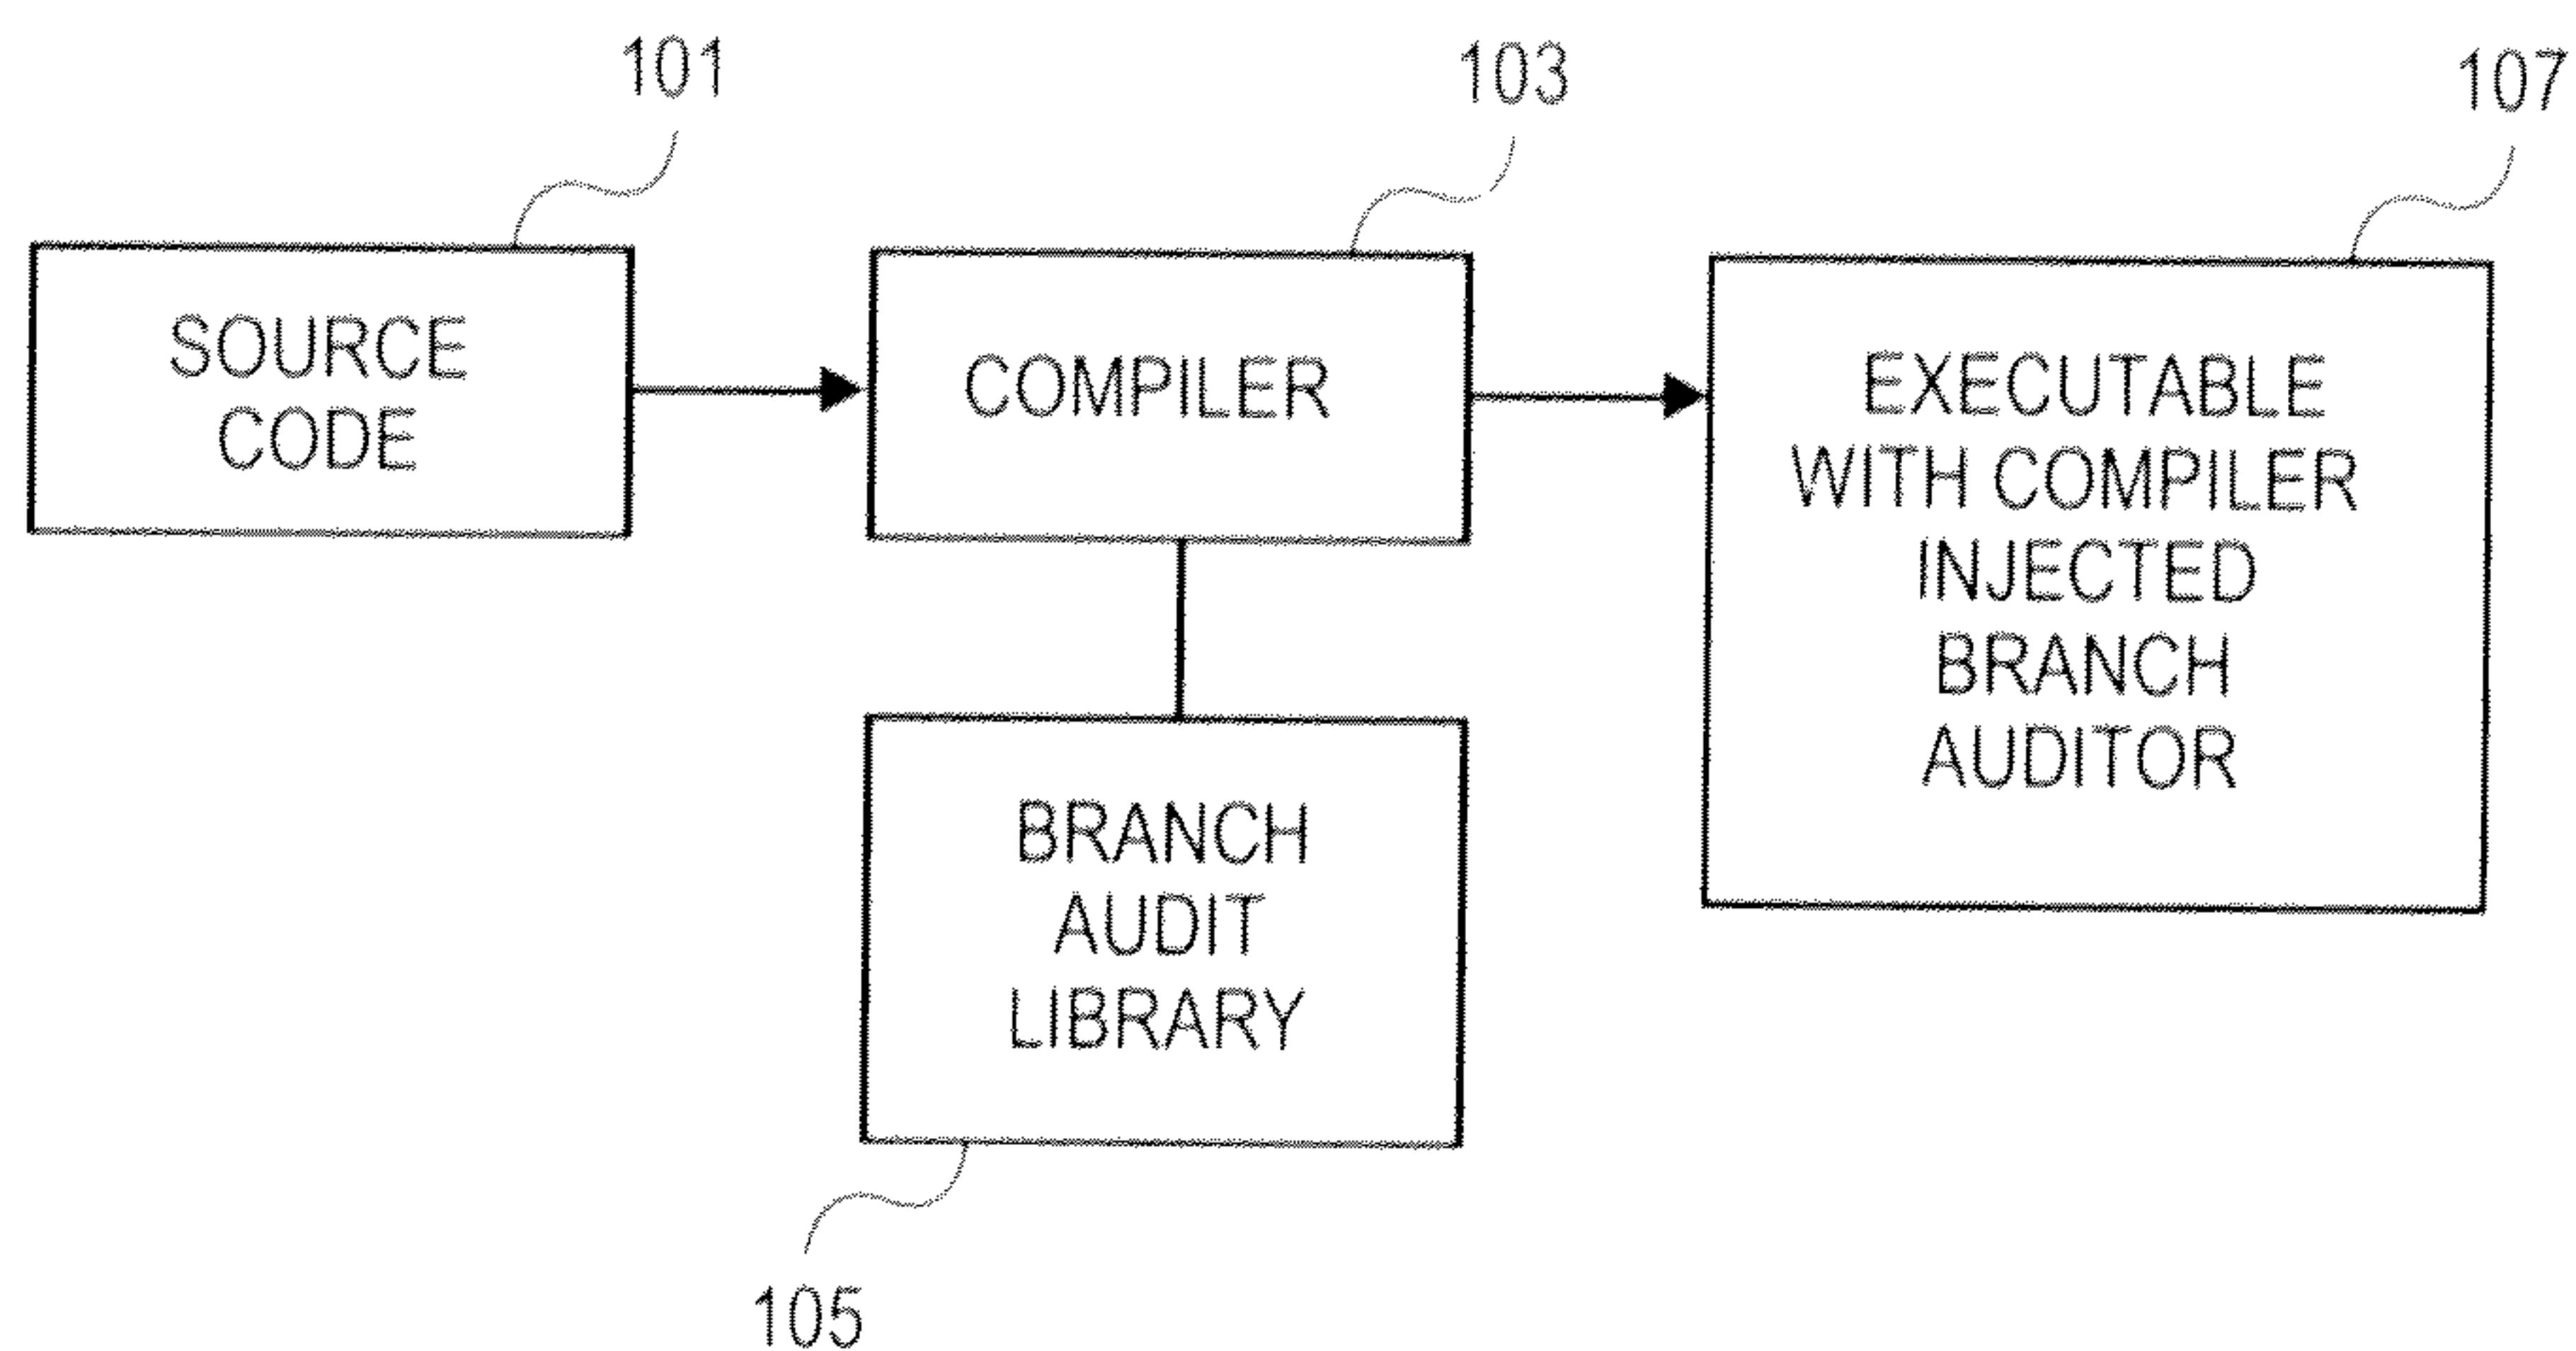 101
103
107
SOURCE
CODE
COMPILER
EXECUTABLE
WITH COMPILER
INJECTED
BRANCH
AUDITOR
BRANCH
AUDIT
LIBRARY
105